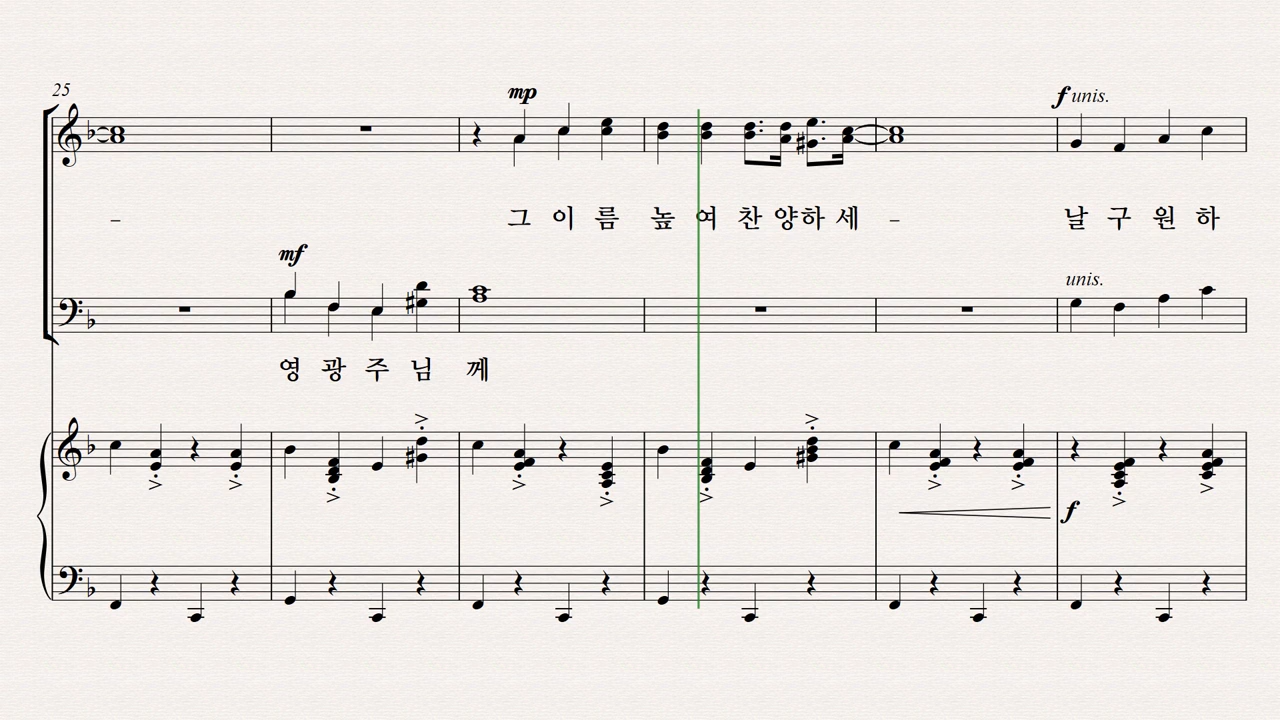 25
mp
f unis.
– 그 이 름 높 여 찬 양 하 세 – 날 구 원 하
mf
unis.
영 광 주 님 께
f